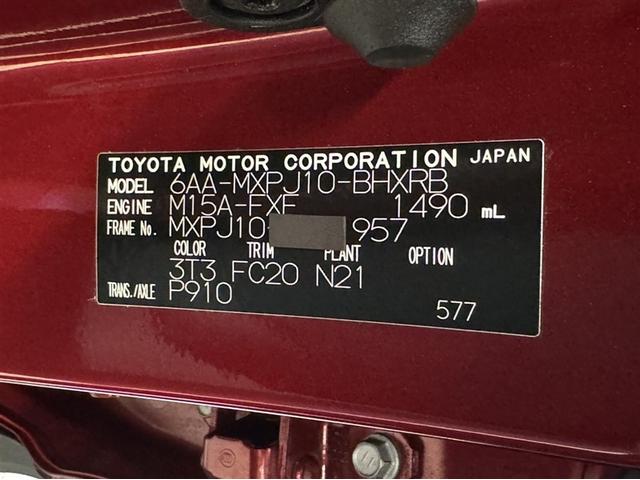 TOYOTA MOTOR CORPORATION JAPAN
MODEL 6AA-MXPJ10-BHXRB
ENGINE M15A-FXE 1490 mL
FRAME No. MXPJ10- 957
COLOR TRIM PLANT OPTION
3T3 FC20 N21
TRANS./AXLE P910
577